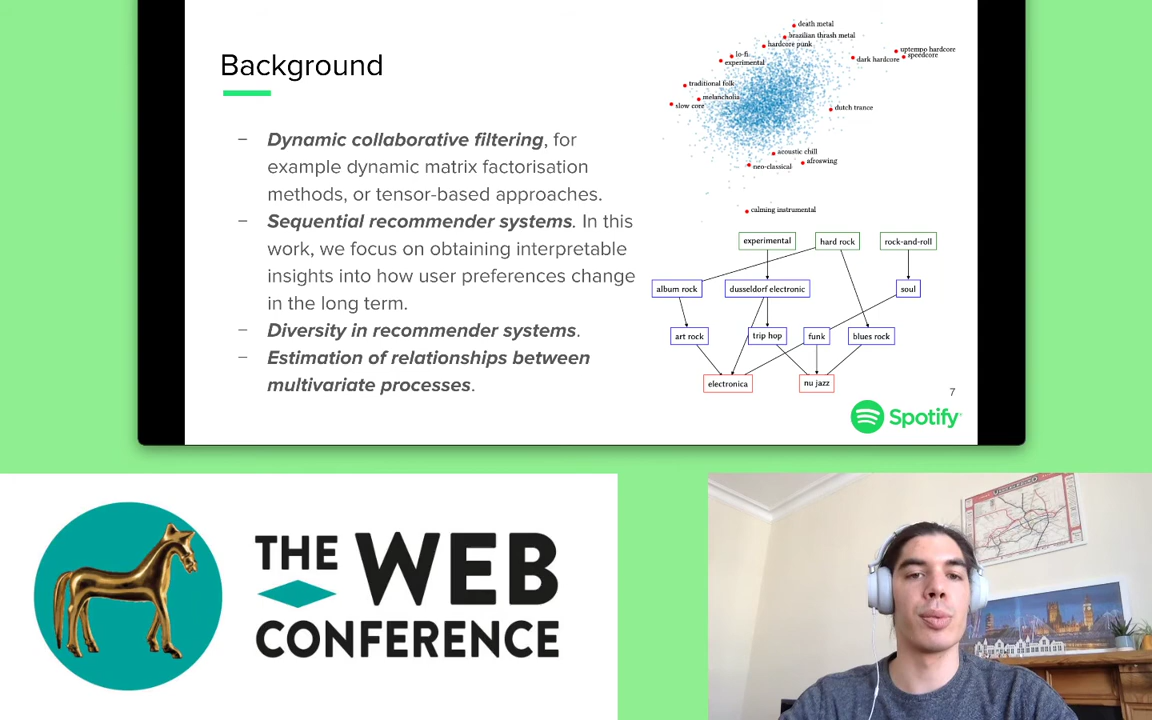 Background
– Dynamic collaborative filtering, for
example dynamic matrix factorisation
methods, or tensor-based approaches.
– Sequential recommender systems. In this
work, we focus on obtaining interpretable
insights into how user preferences change
in the long term.
– Diversity in recommender systems.
– Estimation of relationships between
multivariate processes.
death metal
brazilian thrash metal
hardcore punk
lo-fi
experimental
uptempo hardcore
speedcore
dark hardcore
traditional folk
melancholia
slow core
dutch trance
acoustic chill
afroswing
neo-classical
calming instrumental
experimental
hard rock
rock-and-roll
album rock
dusseldorf electronic
soul
art rock
trip hop
funk
blues rock
electronica
nu jazz
7
Spotify
THE WEB
CONFERENCE